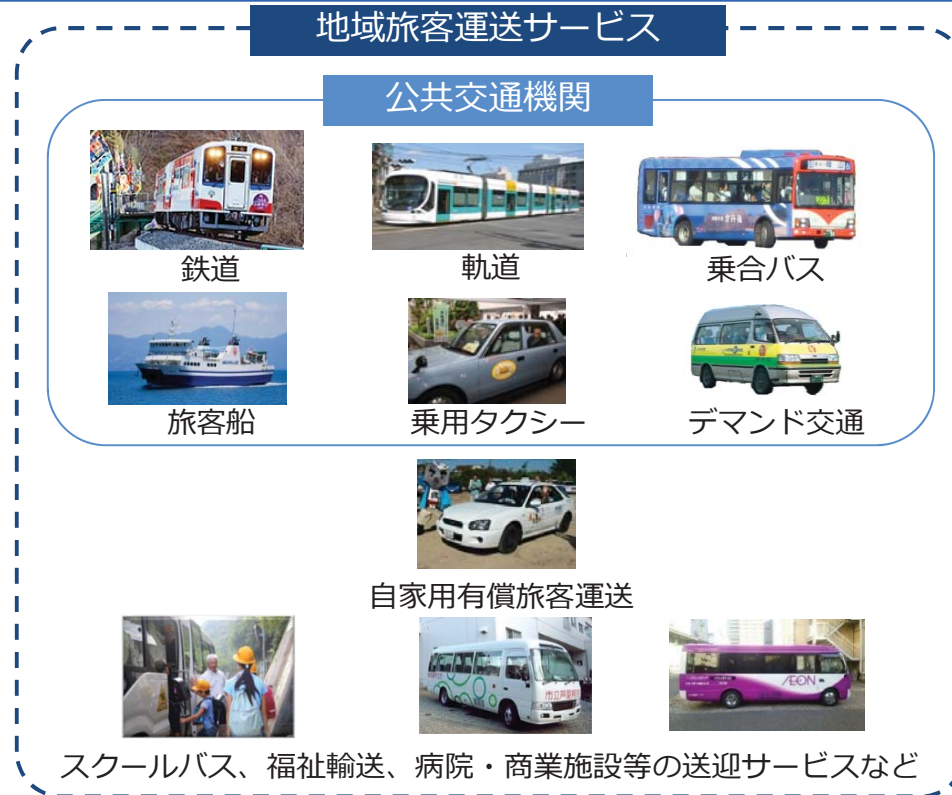 地域旅客運送サービス
公共交通機関
鉄道
軌道
乗合バス
旅客船
乗用タクシー
デマンド交通
自家用有償旅客運送
ÆON
スクールバス、福祉輸送、病院・商業施設等の送迎サービスなど